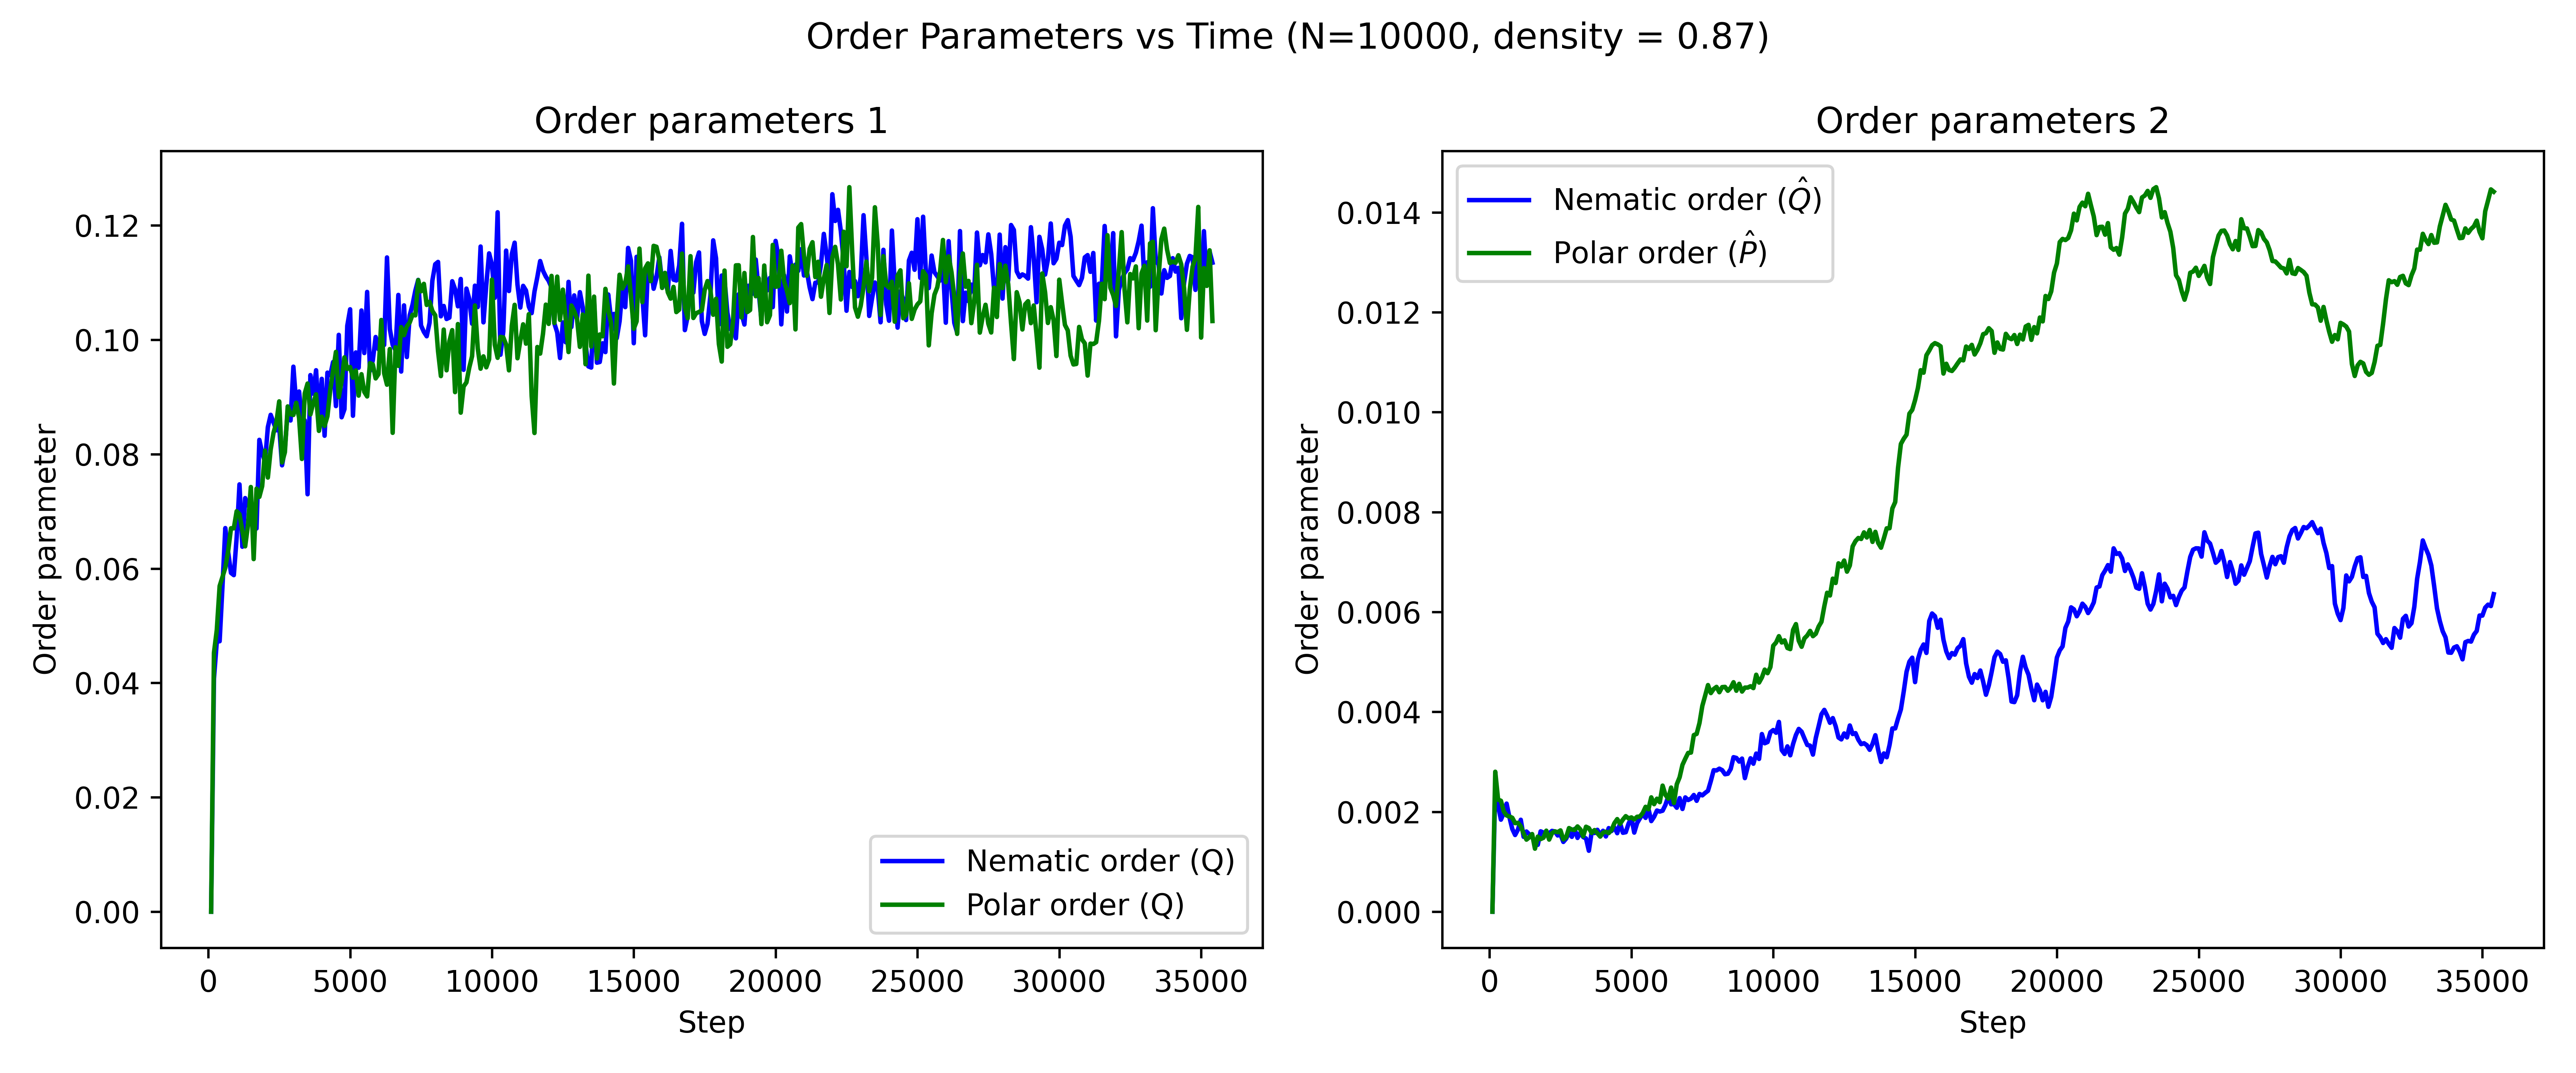 Order Parameters vs Time (N=10000, density = 0.87)
Order parameters 1
Order parameter
0.12
0.10
0.08
0.06
0.04
0.02
0.00
Nematic order (Q)
Polar order (Q)
0 5000 10000 15000 20000 25000 30000 35000
Step
Order parameters 2
Order parameter
0.014
0.012
0.010
0.008
0.006
0.004
0.002
0.000
Nematic order (Q̂)
Polar order (P̂)
0 5000 10000 15000 20000 25000 30000 35000
Step